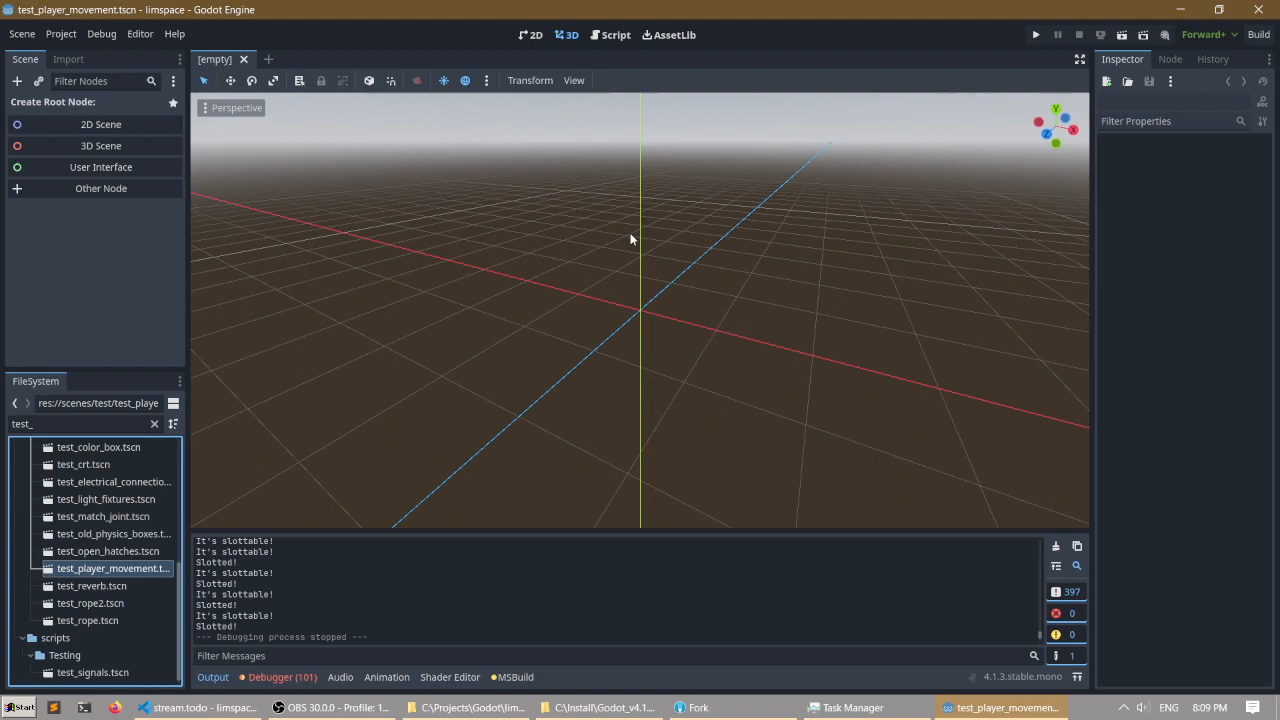 test_player_movement.tscn - limspace - Godot Engine
Scene Project Debug Editor Help
2D 3D Script AssetLib
Forward+ Build
Scene Import
Filter Nodes
Create Root Node:
2D Scene
3D Scene
User Interface
Other Node
[empty]
Transform View
Perspective
Y
X
Z
Inspector Node History
Filter Properties
FileSystem
res://scenes/test/test_playe
test_
test_color_box.tscn
test_crt.tscn
test_electrical_connectio...
test_light_fixtures.tscn
test_match_joint.tscn
test_old_physics_boxes.t...
test_open_hatches.tscn
test_player_movement.t...
test_reverb.tscn
test_rope2.tscn
test_rope.tscn
scripts
Testing
test_signals.tscn
It's slottable!
It's slottable!
Slotted!
It's slottable!
Slotted!
It's slottable!
Slotted!
It's slottable!
Slotted!
--- Debugging process stopped ---
397
0
0
1
Filter Messages
Output Debugger (101) Audio Animation Shader Editor MSBuild
4.1.3.stable.mono
Start
stream.todo - limspac...
OBS 30.0.0 - Profile: 1...
C:\Projects\Godot\lim...
C:\Install\Godot_v4.1...
Fork
Task Manager
test_player_movemen...
ENG 8:09 PM